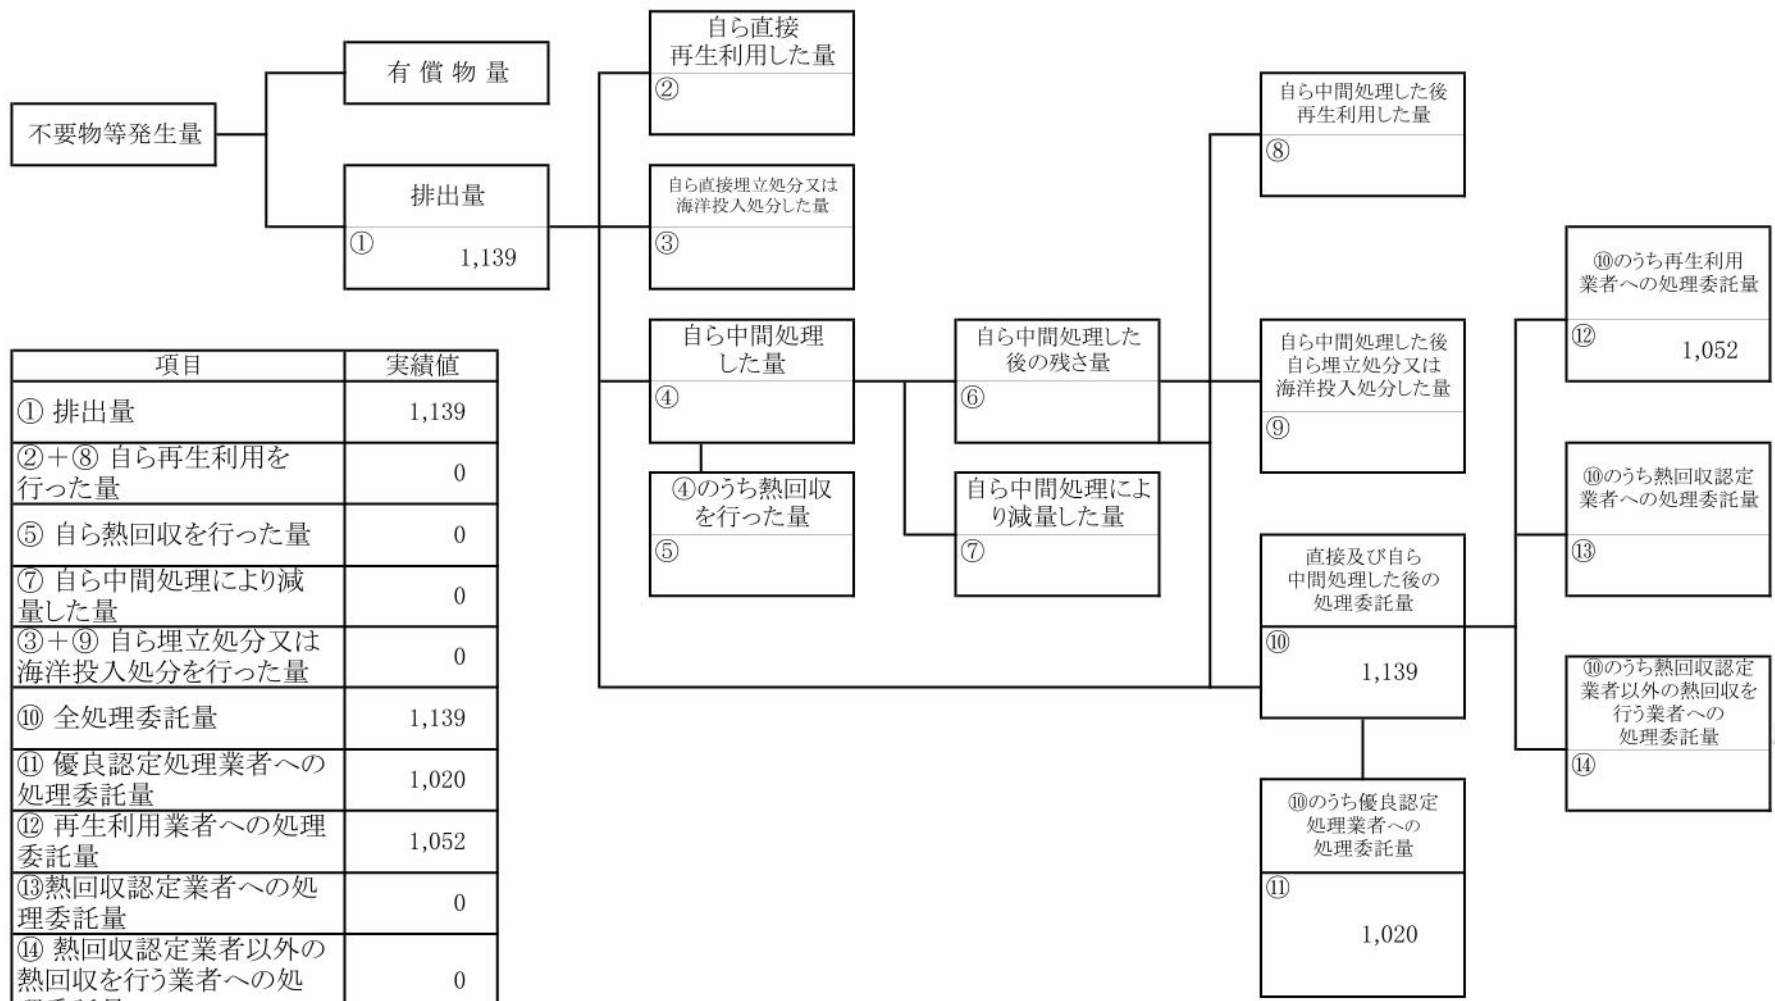 不要物等発生量
有償物量
排出量
①
1,139
自ら直接
再生利用した量
②
自ら直接埋立処分又は
海洋投入処分した量
③
自ら中間処理
した量
④
④のうち熱回収
を行った量
⑤
自ら中間処理した
後の残さ量
⑥
自ら中間処理によ
り減量した量
⑦
自ら中間処理した後
再生利用した量
⑧
自ら中間処理した後
自ら埋立処分又は
海洋投入処分した量
⑨
直接及び自ら
中間処理した後の
処理委託量
⑩
1,139
⑩のうち優良認定
処理業者への
処理委託量
⑪
1,020
⑩のうち再生利用
業者への処理委託量
⑫
1,052
⑩のうち熱回収認定
業者への処理委託量
⑬
⑩のうち熱回収認定
業者以外の熱回収を
行う業者への
処理委託量
⑭
項目 実績値
① 排出量 1,139
②+⑧ 自ら再生利用を
行った量 0
⑤ 自ら熱回収を行った量 0
⑦ 自ら中間処理により減
量した量 0
③+⑨ 自ら埋立処分又は
海洋投入処分を行った量 0
⑩ 全処理委託量 1,139
⑪ 優良認定処理業者への
処理委託量 1,020
⑫ 再生利用業者への処理
委託量 1,052
⑬熱回収認定業者への処
理委託量 0
⑭ 熱回収認定業者以外の
熱回収を行う業者への処 0